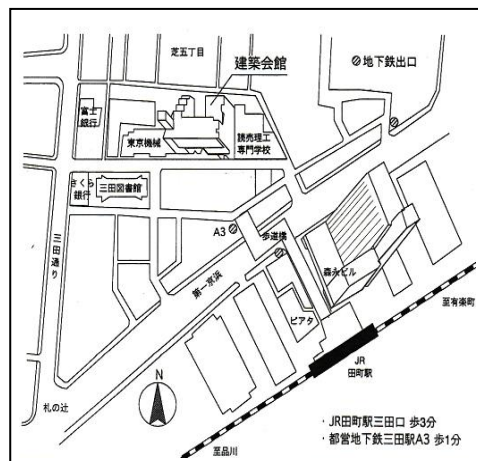 芝五丁目
建築会館
地下鉄出口
富士
銀行
東京機械
読売理工
専門学校
さくら
銀行
三田図書館
三田通り
A3
歩道橋
第一京浜
森永ビル
ピアタ
至有楽町
JR
田町駅
N
札の辻
至品川
・JR田町駅三田口 歩3分
・都営地下鉄三田駅A3 歩1分